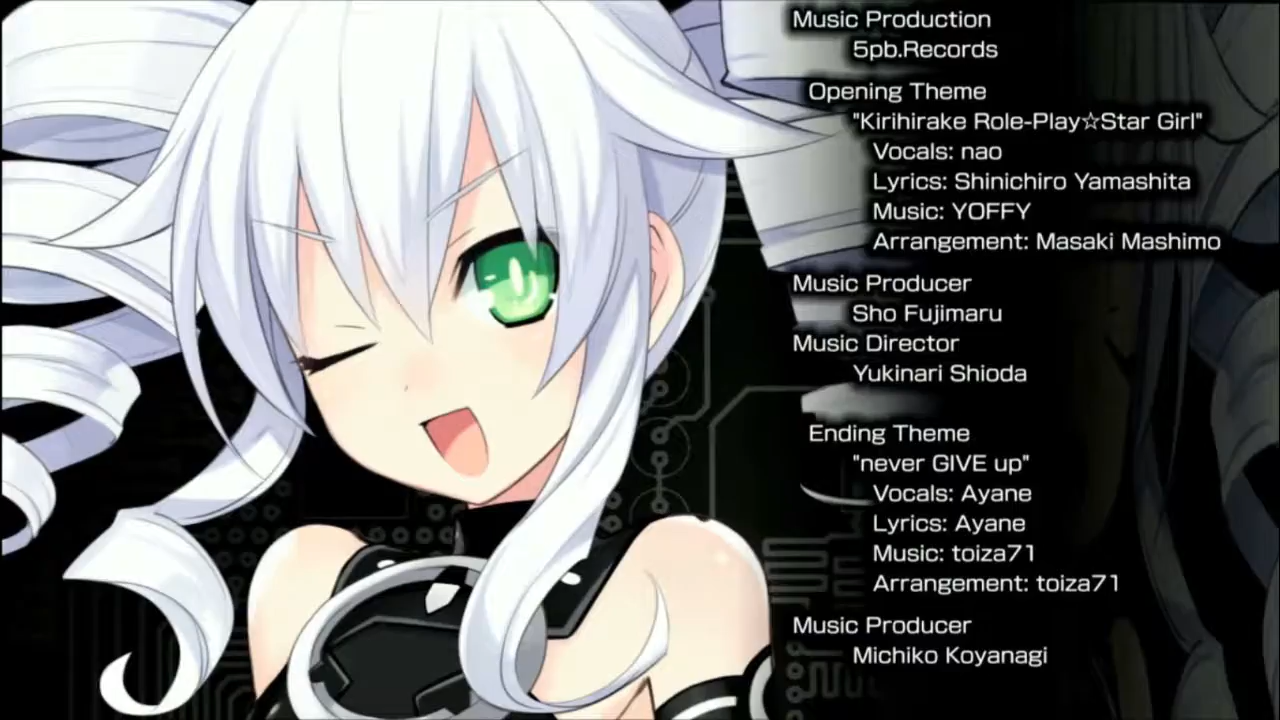 Music Production
5pb.Records
Opening Theme
"Kirihirake Role-Play☆Star Girl"
Vocals: nao
Lyrics: Shinichiro Yamashita
Music: YOFFY
Arrangement: Masaki Mashimo
Music Producer
Sho Fujimaru
Music Director
Yukinari Shioda
Ending Theme
"never GIVE up"
Vocals: Ayane
Lyrics: Ayane
Music: toiza71
Arrangement: toiza71
Music Producer
Michiko Koyanagi